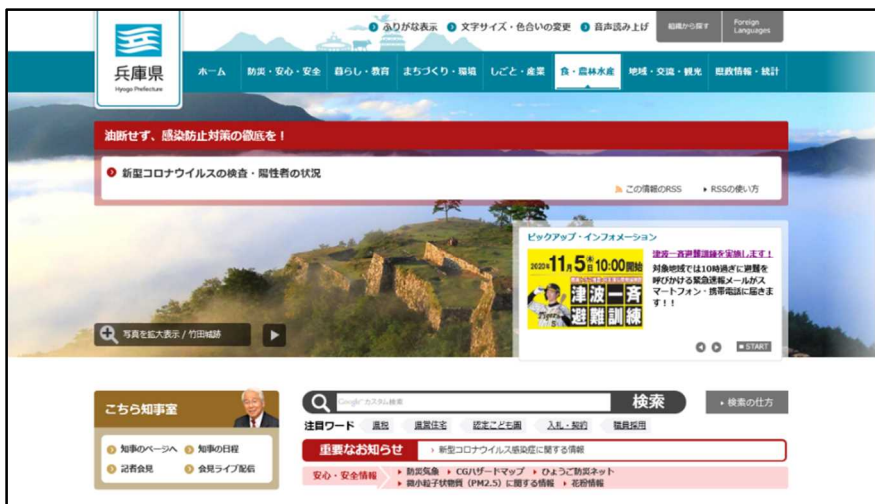 ふりがな表示 文字サイズ・色合いの変更 音声読み上げ 組織から探す Foreign Languages
兵庫県
Hyogo Prefecture
ホーム 防災・安心・安全 暮らし・教育 まちづくり・環境 しごと・産業 食・農林水産 地域・交流・観光 県政情報・統計
油断せず、感染防止対策の徹底を!
新型コロナウイルスの検査・陽性者の状況
この情報のRSS RSSの使い方
ピックアップ・インフォメーション
2020年11月5日木10:00開始
津波一斉
避難訓練
Tigers
津波一斉避難訓練を実施します!
対象地域では10時過ぎに避難を
呼びかける緊急速報メールがス
マートフォン・携帯電話に届きま
す!!
START
写真を拡大表示 / 竹田城跡
こちら知事室
知事のページへ 知事の日程
記者会見 会見ライブ配信
Google カスタム検索 検索 検索の仕方
注目ワード 県税 県営住宅 認定こども園 入札・契約 職員採用
重要なお知らせ 新型コロナウイルス感染症に関する情報
安心・安全情報 防災気象 CGハザードマップ ひょうご防災ネット
微小粒子状物質(PM2.5)に関する情報 花粉情報